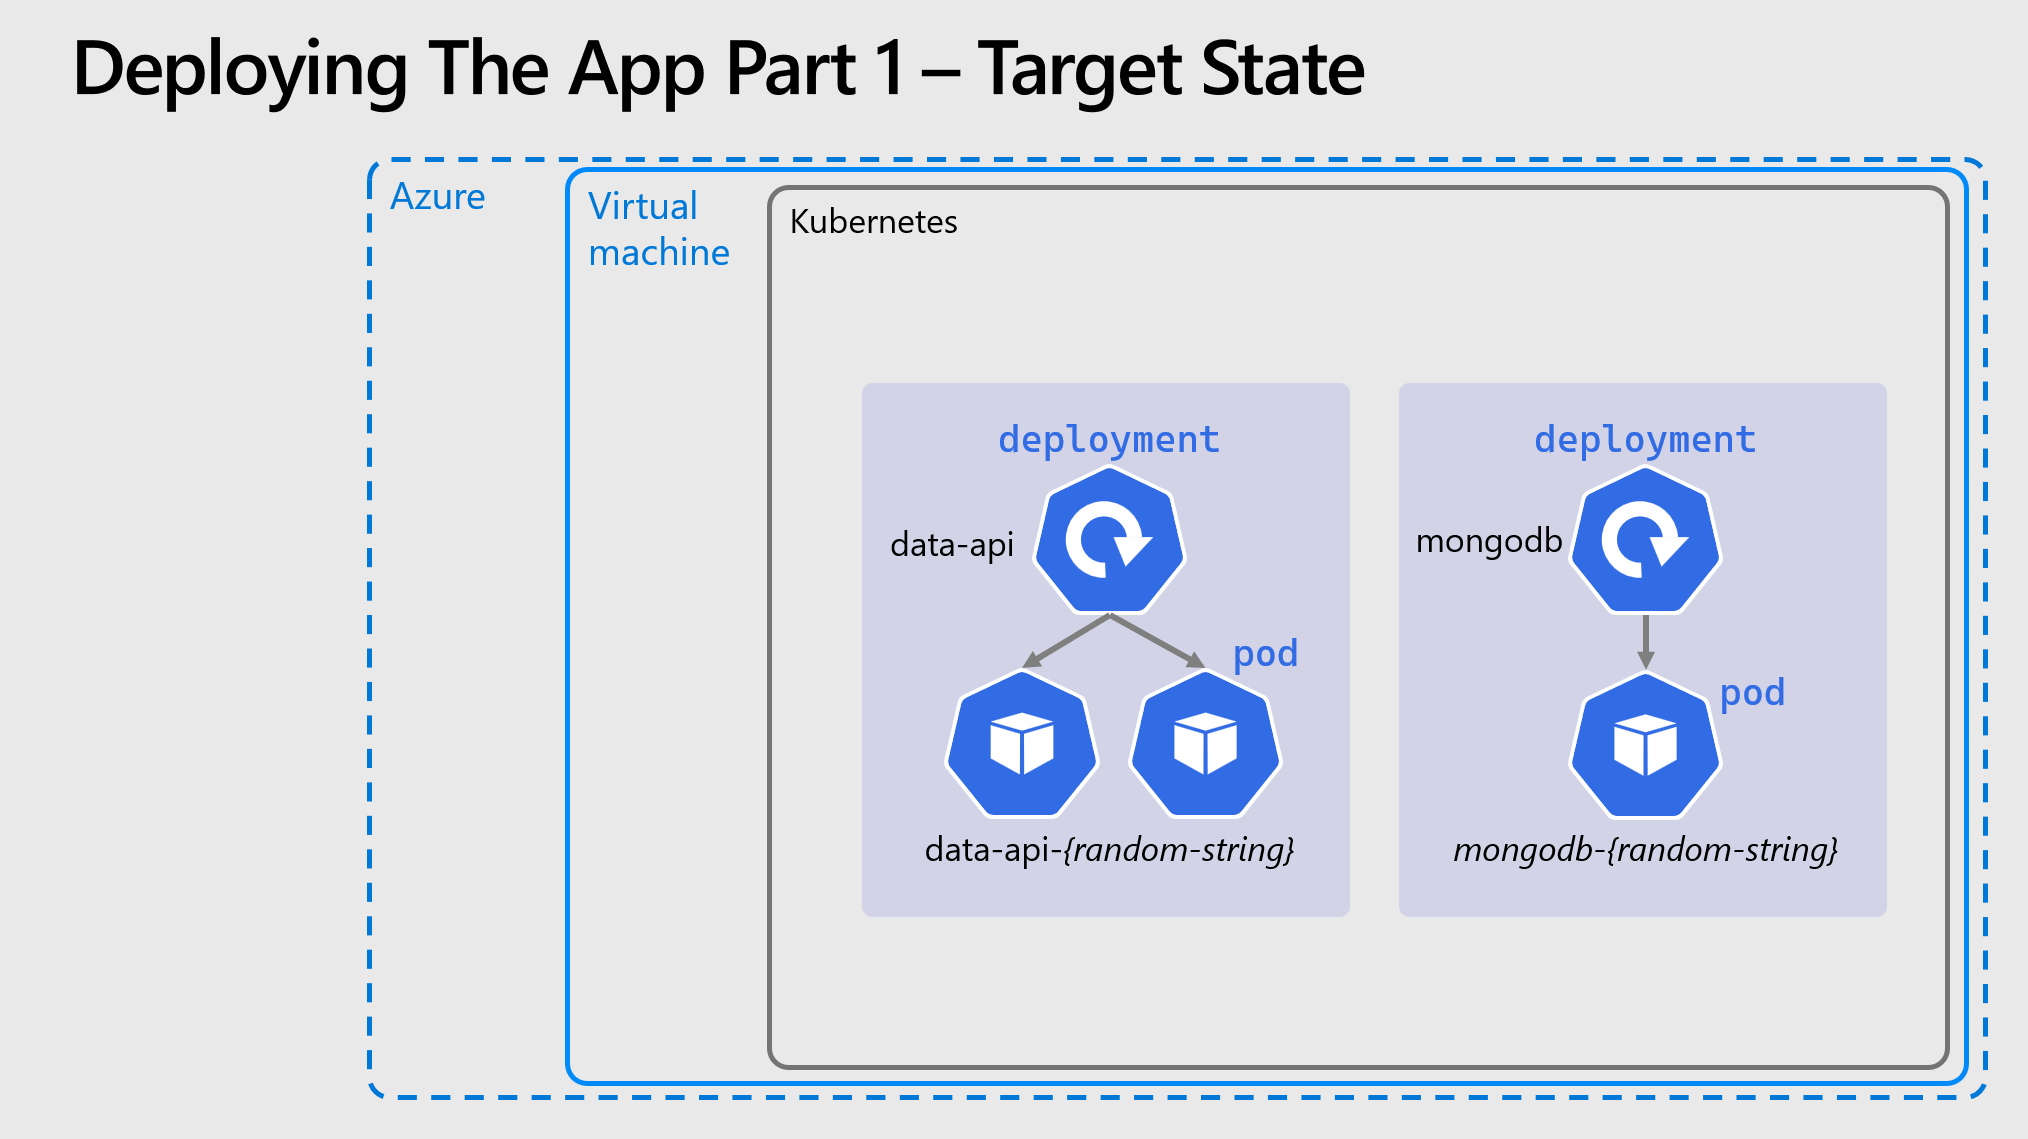 Deploying The App Part 1 – Target State
Azure
Virtual
machine
Kubernetes
deployment
data-api
pod
data-api-{random-string}
deployment
mongodb
pod
mongodb-{random-string}